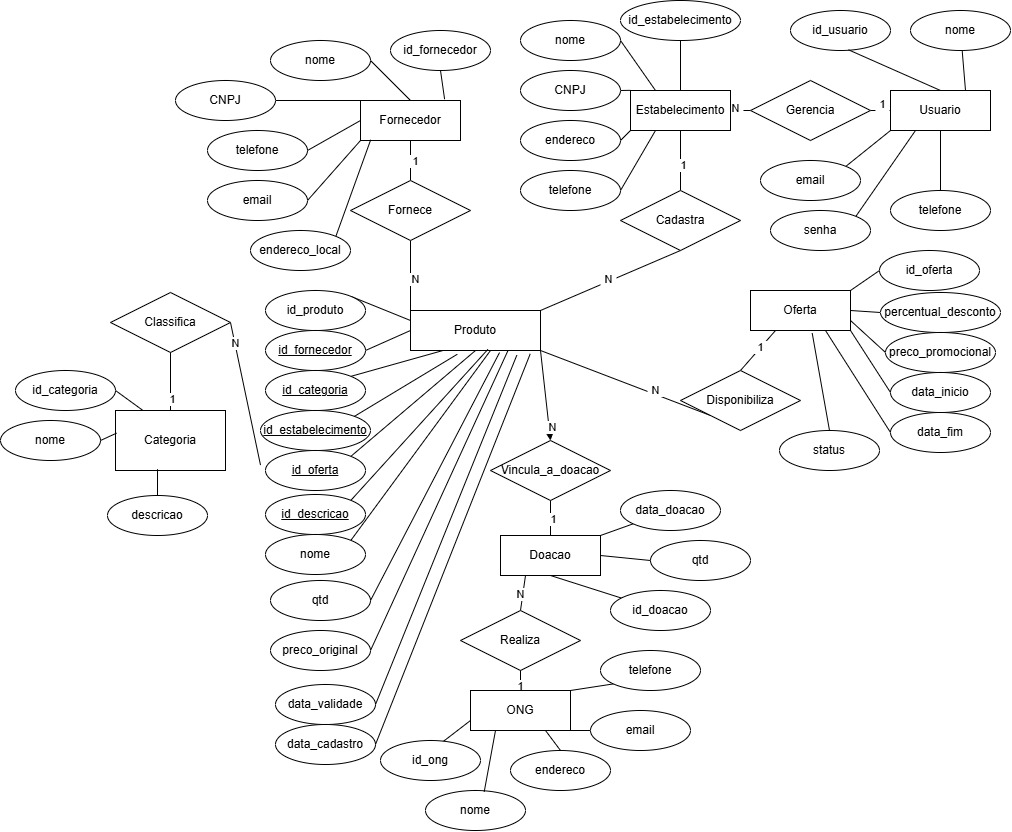 id_estabelecimento
id_usuario
nome
nome
id_fornecedor
nome
CNPJ
CNPJ
Fornecedor
Estabelecimento
N
Gerencia
1
Usuario
telefone
endereco
1
1
email
telefone
email
Fornece
Cadastra
telefone
senha
endereco_local
id_oferta
N
N
id_produto
Oferta
percentual_desconto
Classifica
Produto
N
1
preco_promocional
id_fornecedor
id_categoria
id_categoria
N
Disponibiliza
data_inicio
1
nome
Categoria
id_estabelecimento
N
data_fim
status
id_oferta
Vincula_a_doacao
descricao
id_descricao
1
data_doacao
nome
Doacao
qtd
qtd
N
id_doacao
preco_original
Realiza
telefone
1
data_validade
ONG
email
data_cadastro
id_ong
endereco
nome